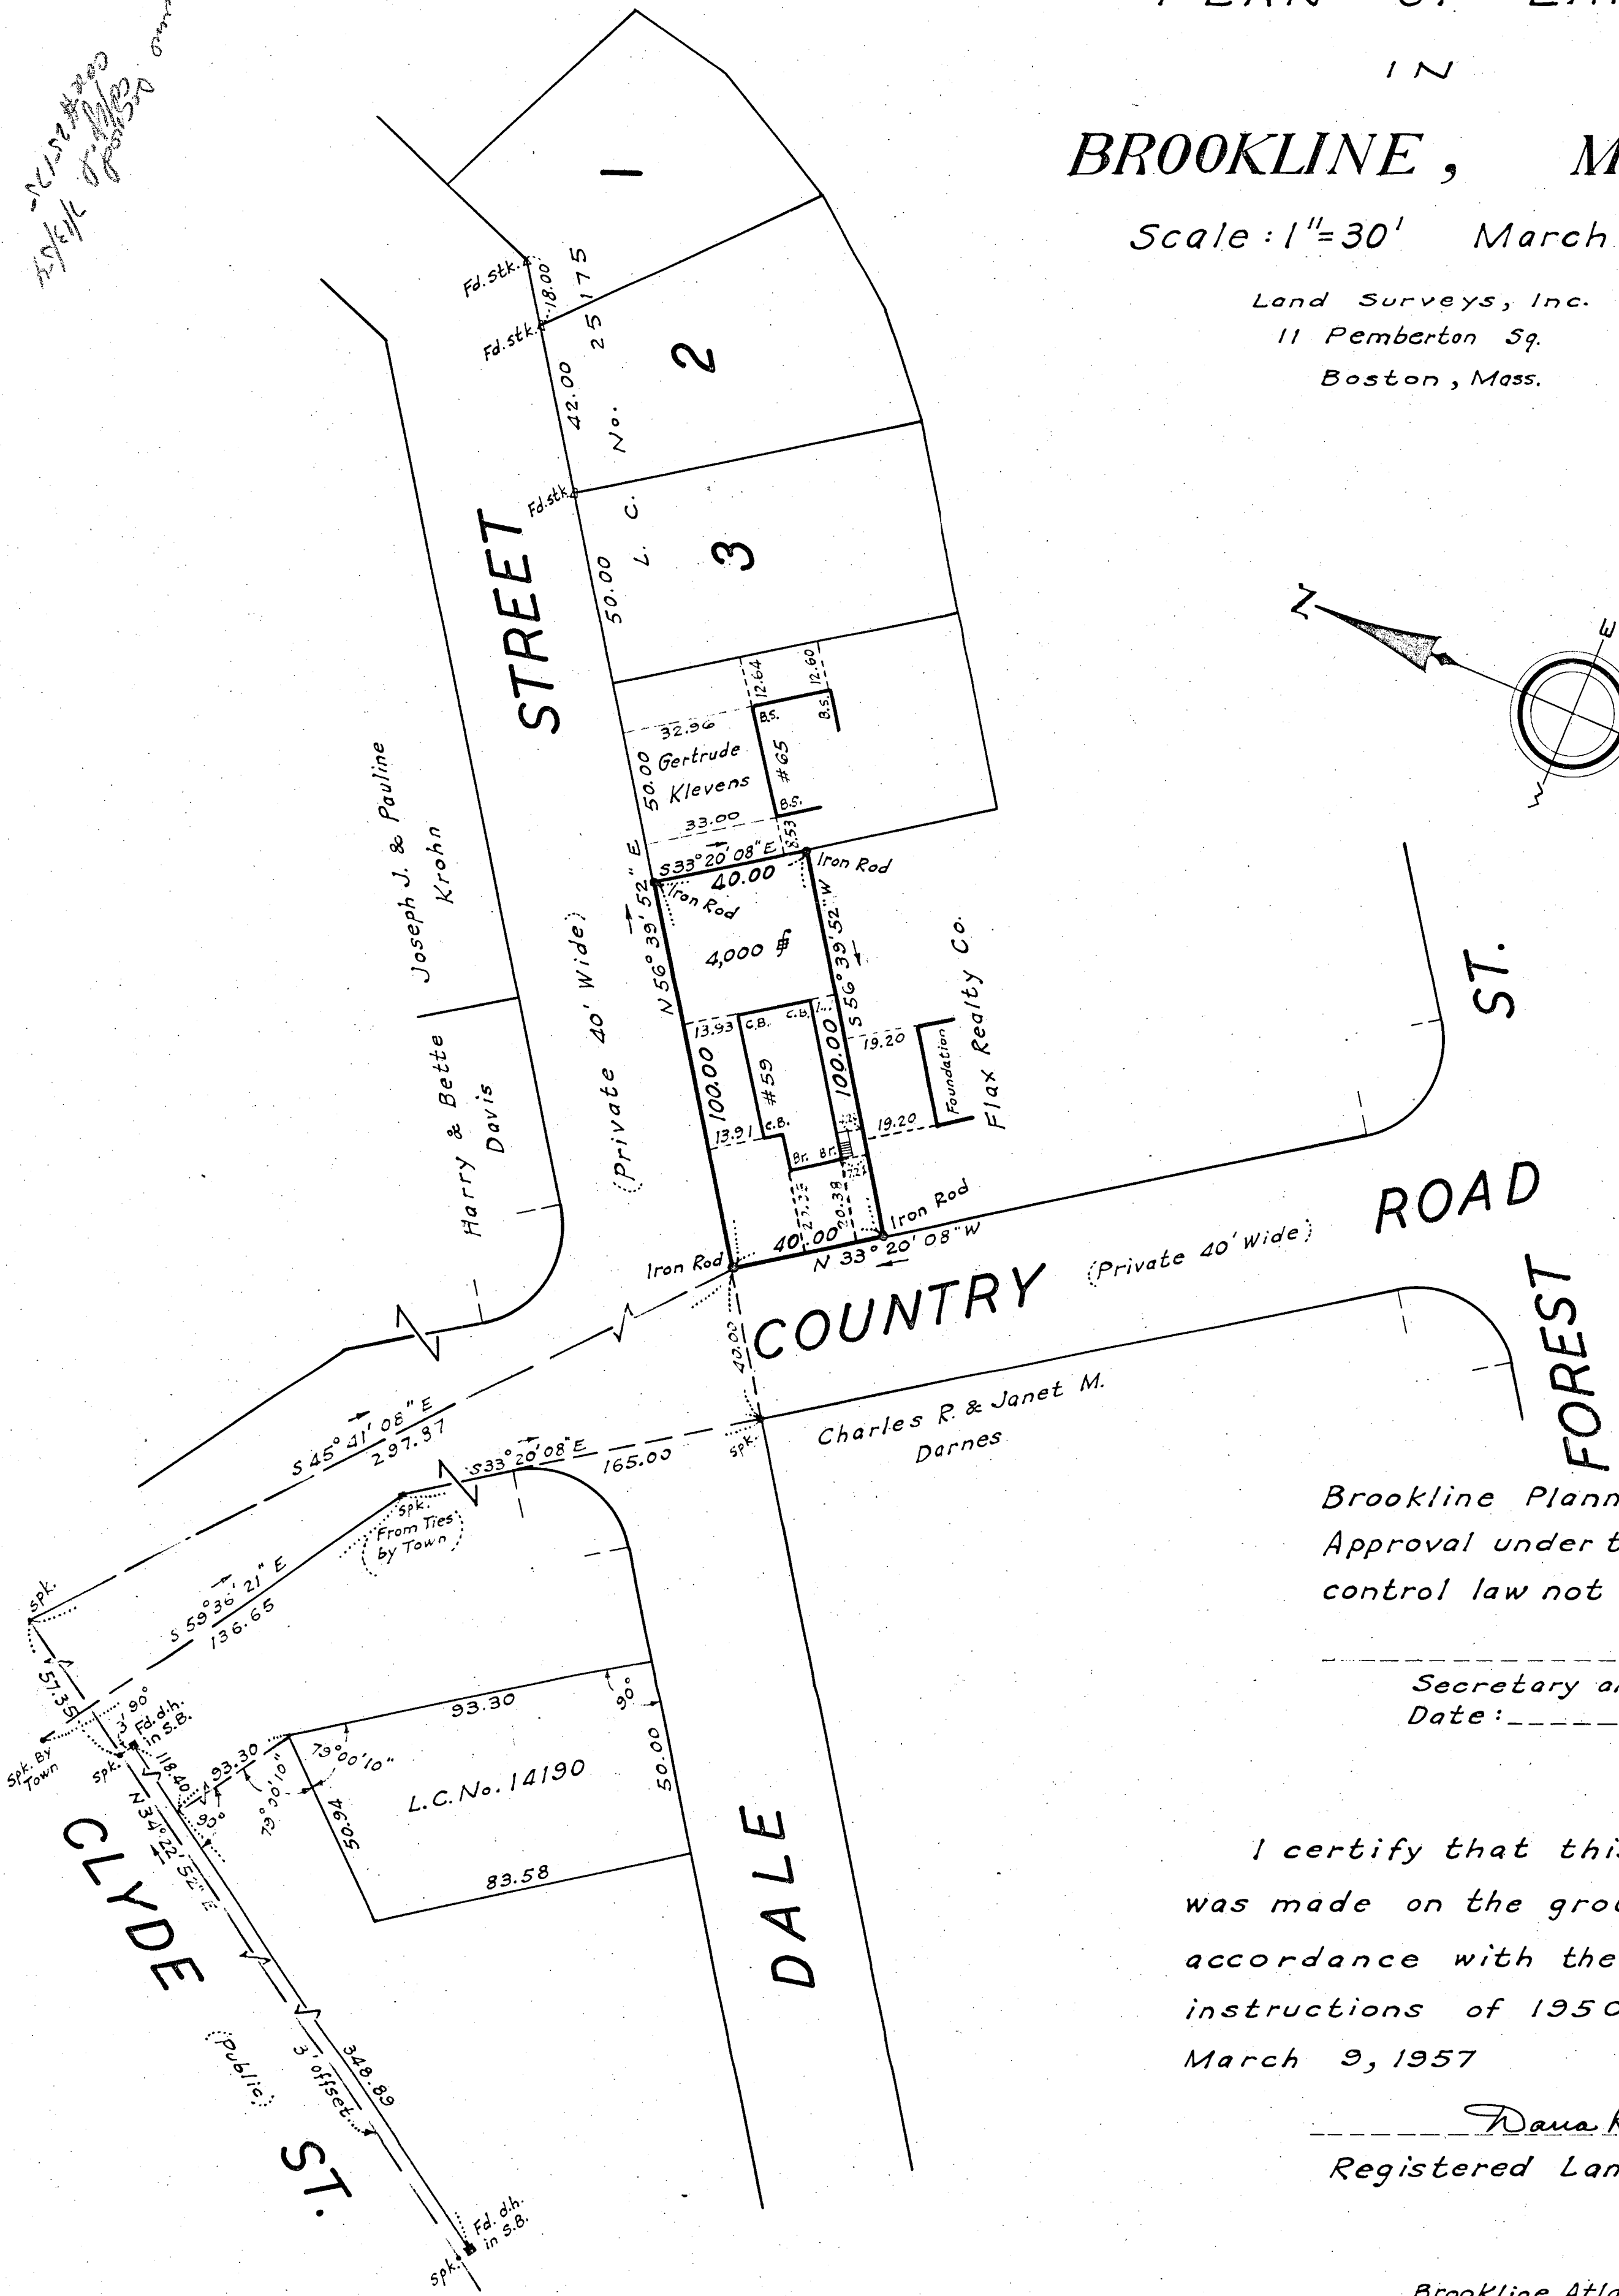 IN
BROOKLINE, M
Scale: 1"=30' March
Land Surveys, Inc.
11 Pemberton Sq.
Boston, Mass.
1
Fd. Stk.
18.00
Fd. Stk.
2
42.00
L. C. No. 25175
Fd. Stk.
3
50.00
STREET
N
E
W
12.64
12.60
32.96
B.S.
B.S.
Gertrude
Klevens
50.00
#65
B.S.
33.00
8.53
S 33° 20' 08" E
40.00
Iron Rod
Iron Rod
Joseph J. & Pauline
Krohn
(Private 40' Wide)
N 56° 39' 52" E
4,000
S 56° 39' 52" W
13.93
C.B.
C.B.
100.00
#59
100.00
19.20
Foundation
Flax Realty Co.
13.91
C.B.
19.20
Br.
Br.
20.38
Harry & Bette
Davis
Iron Rod
40.00
Iron Rod
N 33° 20' 08" W
ST.
COUNTRY (Private 40' Wide) ROAD
40.00
FOREST
S 45° 41' 08" E
297.37
S 33° 20' 08" E
165.00
Spk.
Charles R. & Janet M.
Darnes
Spk.
(From Ties
by Town)
S 59° 36' 21" E
136.65
Spk.
57.35
3'
90°
Fd. d.h.
in S.B.
Spk. By
Town
Spk.
118.40
93.30
90°
79° 00' 10"
79° 00' 10"
93.30
90°
L.C. No. 14190
50.94
50.00
83.58
N 34° 22' 52" E
CLYDE
(Public)
ST.
3' offset
348.89
Fd. d.h.
in S.B.
Spk.
DALE
Brookline Plann
Approval under t
control law not
Secretary a
Date:
I certify that this
was made on the grou
accordance with the
instructions of 1950
March 9, 1957
Dana
Registered Lan